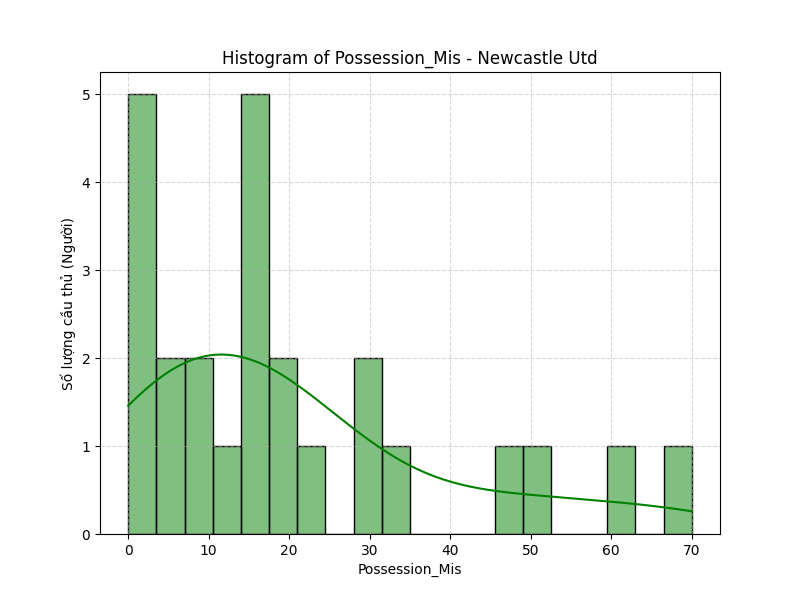 Histogram of Possession_Mis - Newcastle Utd
5
4
3
2
1
0
Số lượng cầu thủ (Người)
0 10 20 30 40 50 60 70
Possession_Mis